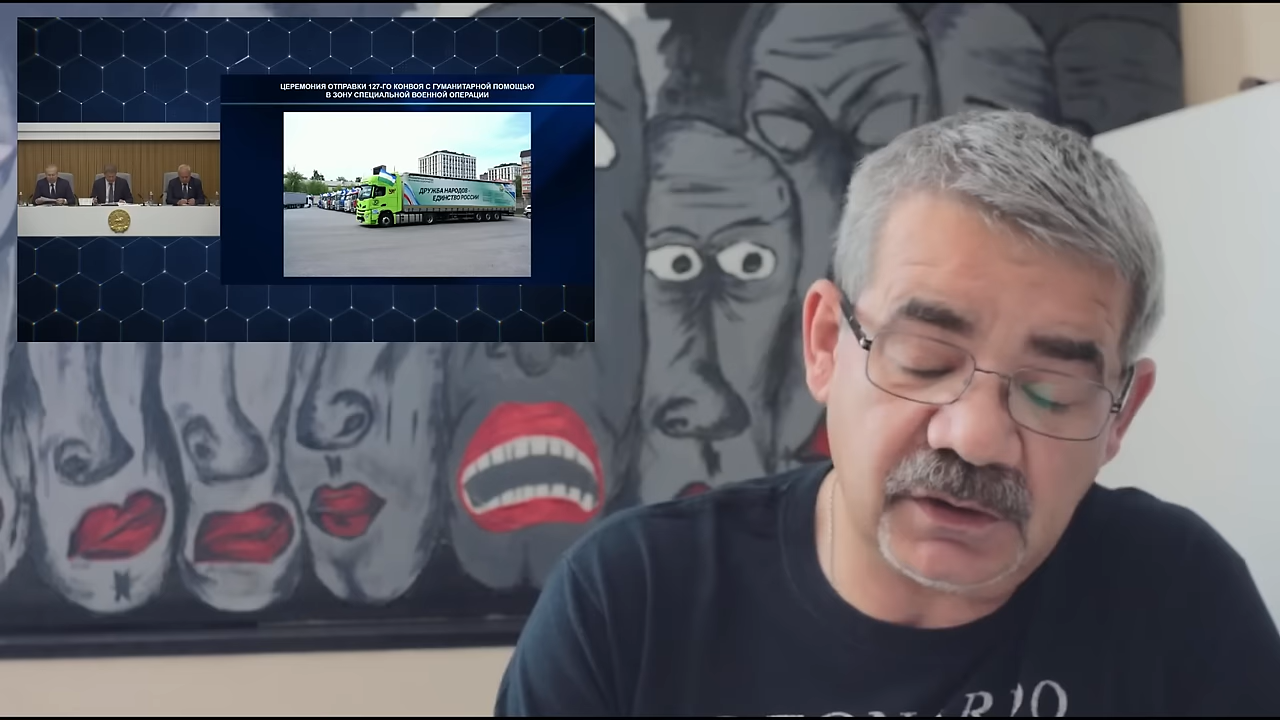 ЦЕРЕМОНИЯ ОТПРАВКИ 127-ГО КОНВОЯ С ГУМАНИТАРНОЙ ПОМОЩЬЮ
В ЗОНУ СПЕЦИАЛЬНОЙ ВОЕННОЙ ОПЕРАЦИИ
ДРУЖБА НАРОДОВ -
ЕДИНСТВО РОССИИ